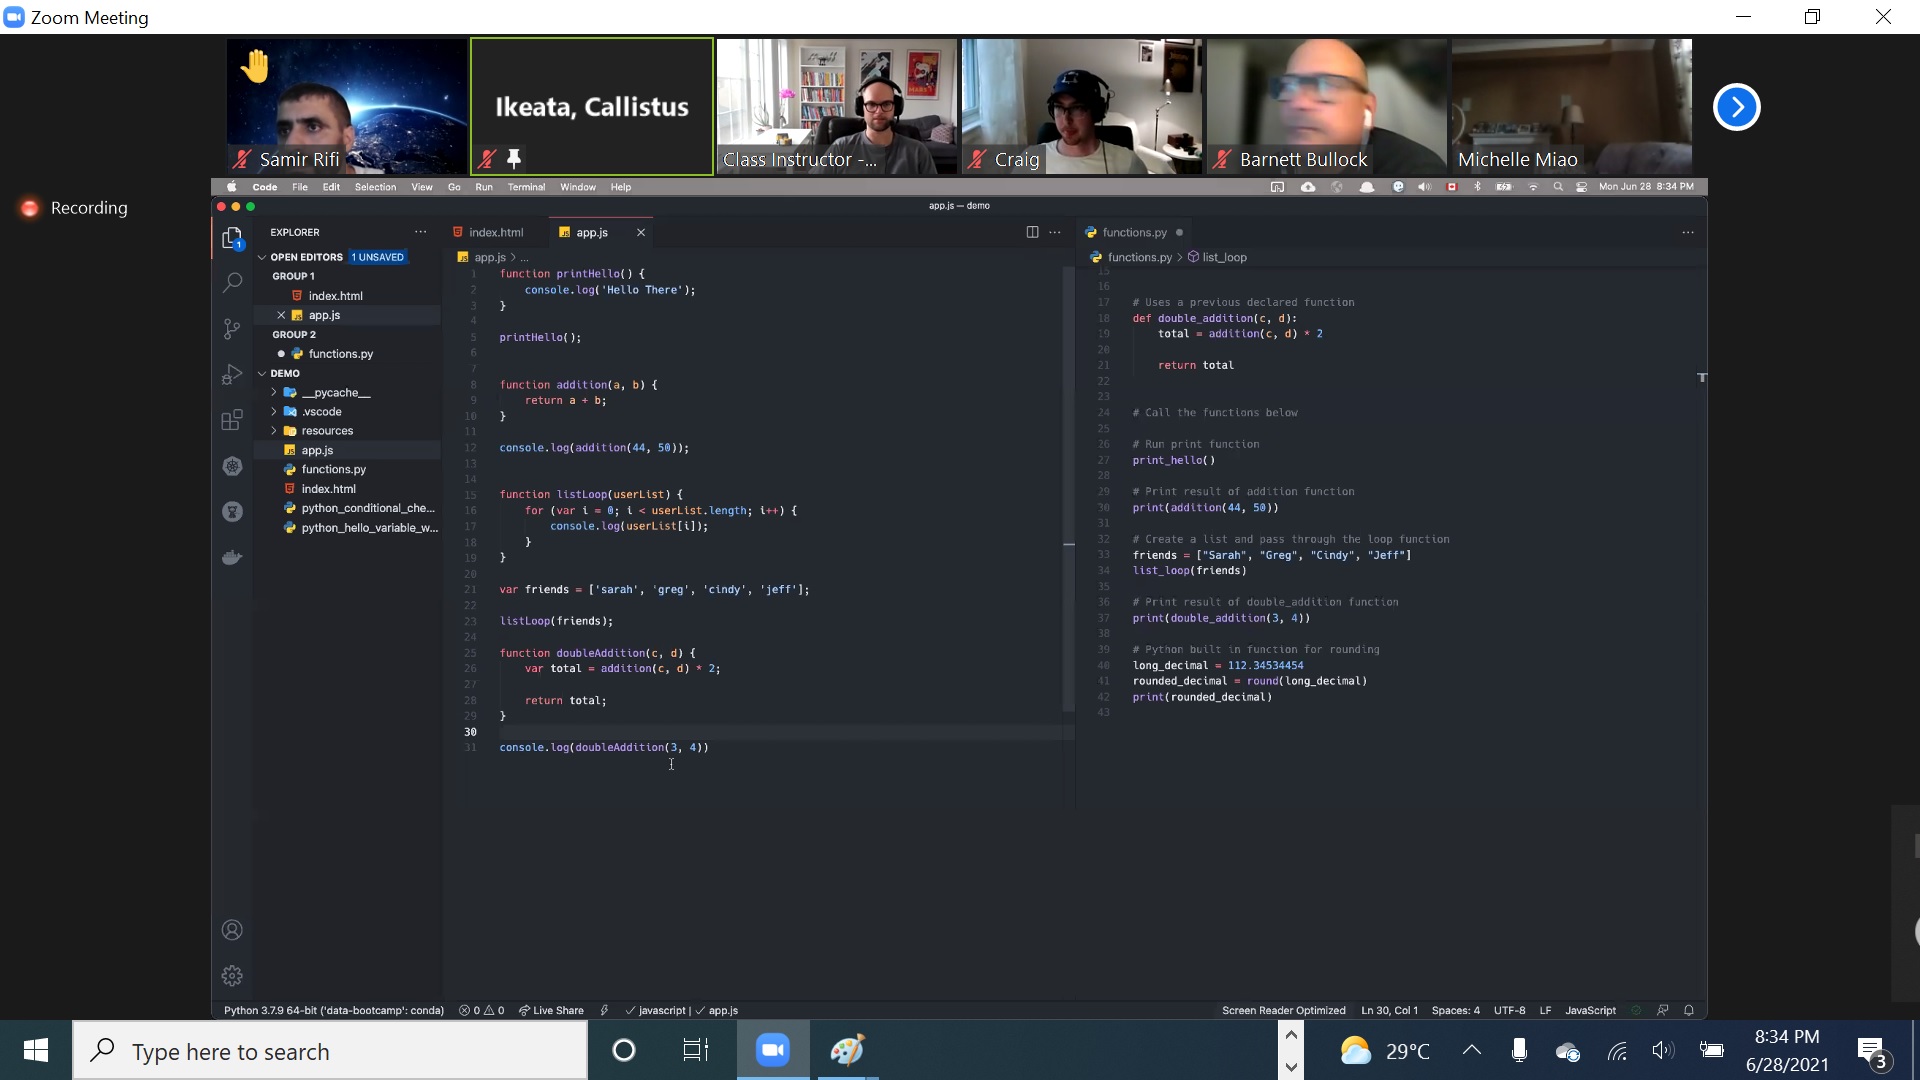 Zoom Meeting
Recording
Samir Rifi
Ikeata, Callistus
Class Instructor -...
Craig
Barnett Bullock
Michelle Miao
Code File Edit Selection View Go Run Terminal Window Help
Mon Jun 28 8:34 PM
app.js — demo
EXPLORER ...
OPEN EDITORS 1 UNSAVED
GROUP 1
index.html
app.js
GROUP 2
functions.py
DEMO
__pycache__
.vscode
resources
app.js
functions.py
index.html
python_conditional_che...
python_hello_variable_w...
1
index.html
app.js
app.js > ...
1 function printHello() {
2 console.log('Hello There');
3 }
4
5 printHello();
6
7
8 function addition(a, b) {
9 return a + b;
10 }
11
12 console.log(addition(44, 50));
13
14
15 function listLoop(userList) {
16 for (var i = 0; i < userList.length; i++) {
17 console.log(userList[i]);
18 }
19 }
20
21 var friends = ['sarah', 'greg', 'cindy', 'jeff'];
22
23 listLoop(friends);
24
25 function doubleAddition(c, d) {
26 var total = addition(c, d) * 2;
27
28 return total;
29 }
30
31 console.log(doubleAddition(3, 4))
functions.py
functions.py > list_loop
15
16
17 # Uses a previous declared function
18 def double_addition(c, d):
19 total = addition(c, d) * 2
20
21 return total
22
23
24 # Call the functions below
25
26 # Run print function
27 print_hello()
28
29 # Print result of addition function
30 print(addition(44, 50))
31
32 # Create a list and pass through the loop function
33 friends = ["Sarah", "Greg", "Cindy", "Jeff"]
34 list_loop(friends)
35
36 # Print result of double_addition function
37 print(double_addition(3, 4))
38
39 # Python built in function for rounding
40 long_decimal = 112.34534454
41 rounded_decimal = round(long_decimal)
42 print(rounded_decimal)
43
Python 3.7.9 64-bit ('data-bootcamp': conda) 0 0 Live Share javascript | app.js
Screen Reader Optimized Ln 30, Col 1 Spaces: 4 UTF-8 LF JavaScript
Type here to search
29°C
8:34 PM
6/28/2021
3